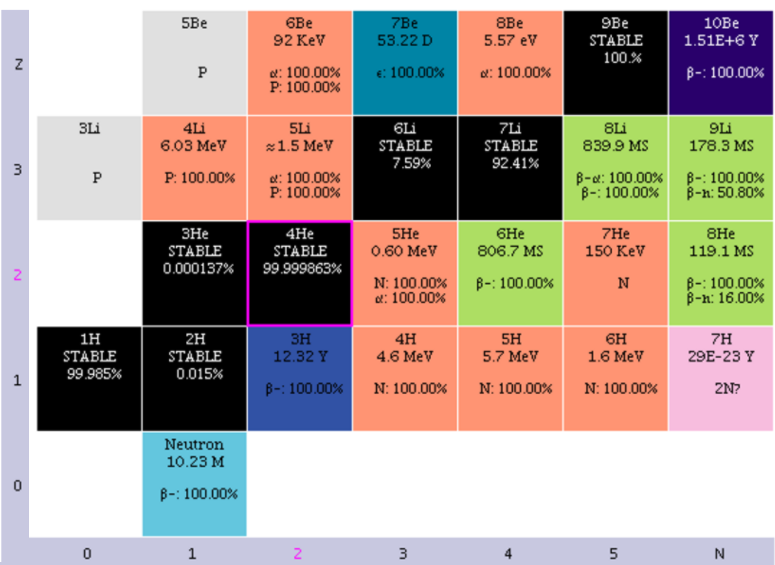 5Be
P
6Be
92 KeV
α: 100.00%
P: 100.00%
7Be
53.22 D
ε: 100.00%
8Be
5.57 eV
α: 100.00%
9Be
STABLE
100.%
10Be
1.51E+6 Y
β-: 100.00%
Z
3Li
P
4Li
6.03 MeV
P: 100.00%
5Li
≈1.5 MeV
α: 100.00%
P: 100.00%
6Li
STABLE
7.59%
7Li
STABLE
92.41%
8Li
839.9 MS
β-α: 100.00%
β-: 100.00%
9Li
178.3 MS
β-: 100.00%
β-n: 50.80%
3
3He
STABLE
0.000137%
4He
STABLE
99.999863%
5He
0.60 MeV
N: 100.00%
α: 100.00%
6He
806.7 MS
β-: 100.00%
7He
150 KeV
N
8He
119.1 MS
β-: 100.00%
β-n: 16.00%
2
1H
STABLE
99.985%
2H
STABLE
0.015%
3H
12.32 Y
β-: 100.00%
4H
4.6 MeV
N: 100.00%
5H
5.7 MeV
N: 100.00%
6H
1.6 MeV
N: 100.00%
7H
29E-23 Y
2N?
1
Neutron
10.23 M
β-: 100.00%
0
0 1 2 3 4 5 N